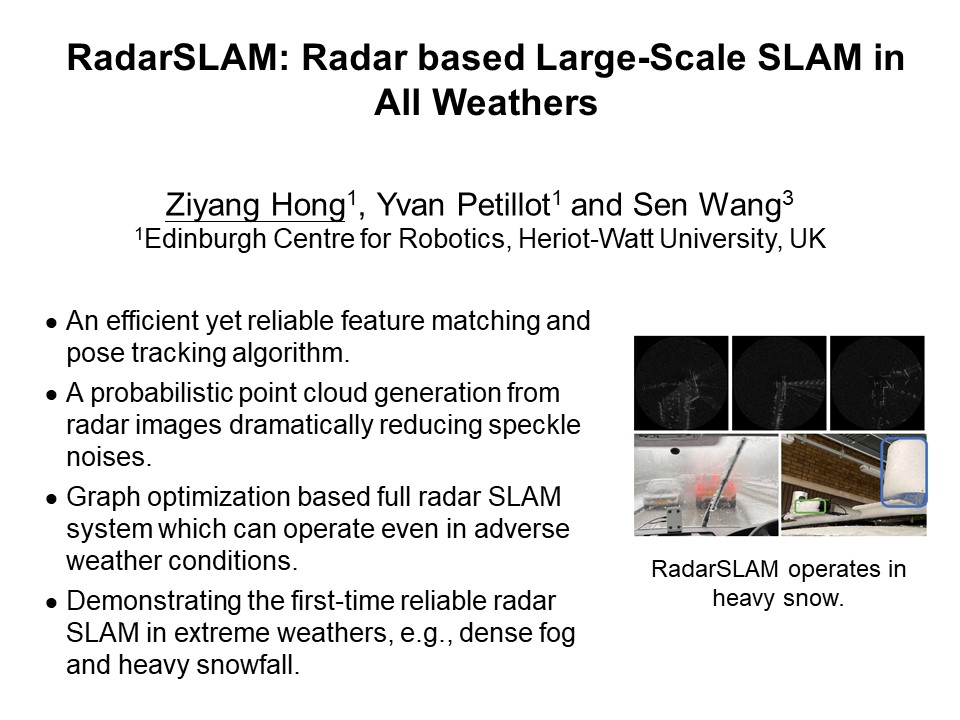 RadarSLAM: Radar based Large-Scale SLAM in
All Weathers
Ziyang Hong1, Yvan Petillot1 and Sen Wang3
1Edinburgh Centre for Robotics, Heriot-Watt University, UK
● An efficient yet reliable feature matching and
pose tracking algorithm.
● A probabilistic point cloud generation from
radar images dramatically reducing speckle
noises.
● Graph optimization based full radar SLAM
system which can operate even in adverse
weather conditions.
● Demonstrating the first-time reliable radar
SLAM in extreme weathers, e.g., dense fog
and heavy snowfall.
RadarSLAM operates in
heavy snow.